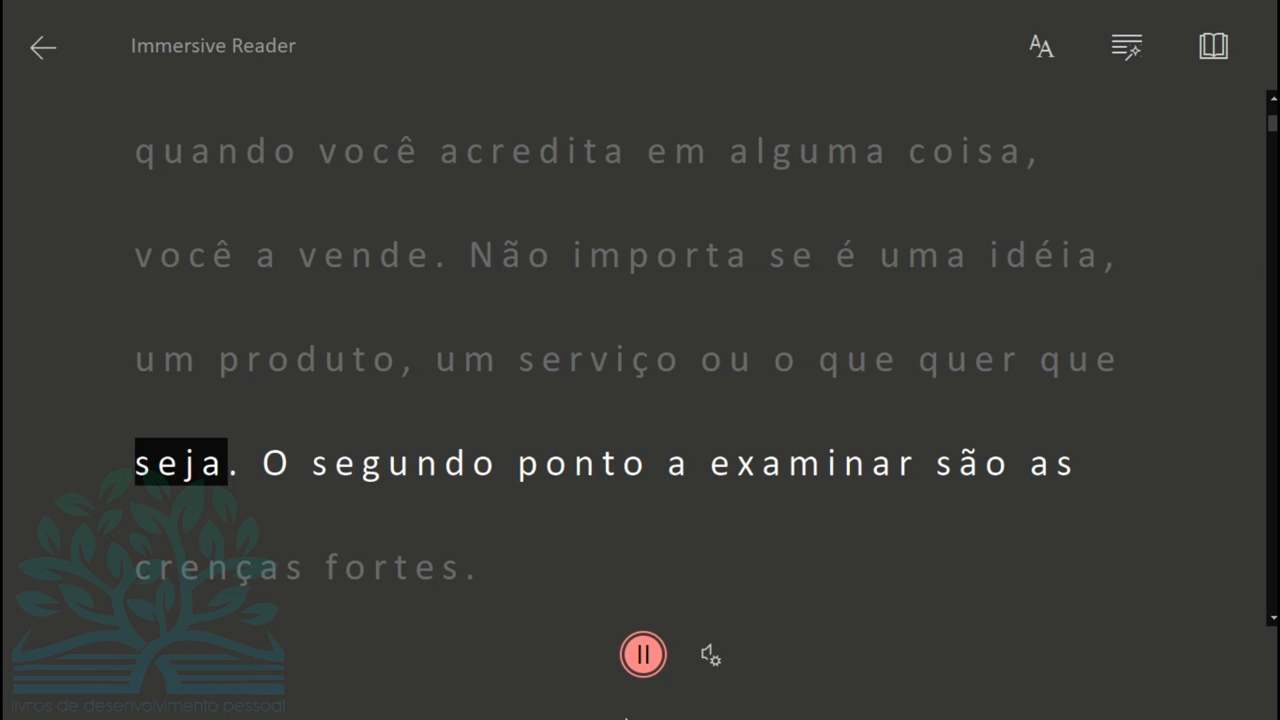 Immersive Reader
quando você acredita em alguma coisa,
você a vende. Não importa se é uma idéia,
um produto, um serviço ou o que quer que
seja. O segundo ponto a examinar são as
crenças fortes.
livros de desenvolvimento pessoal